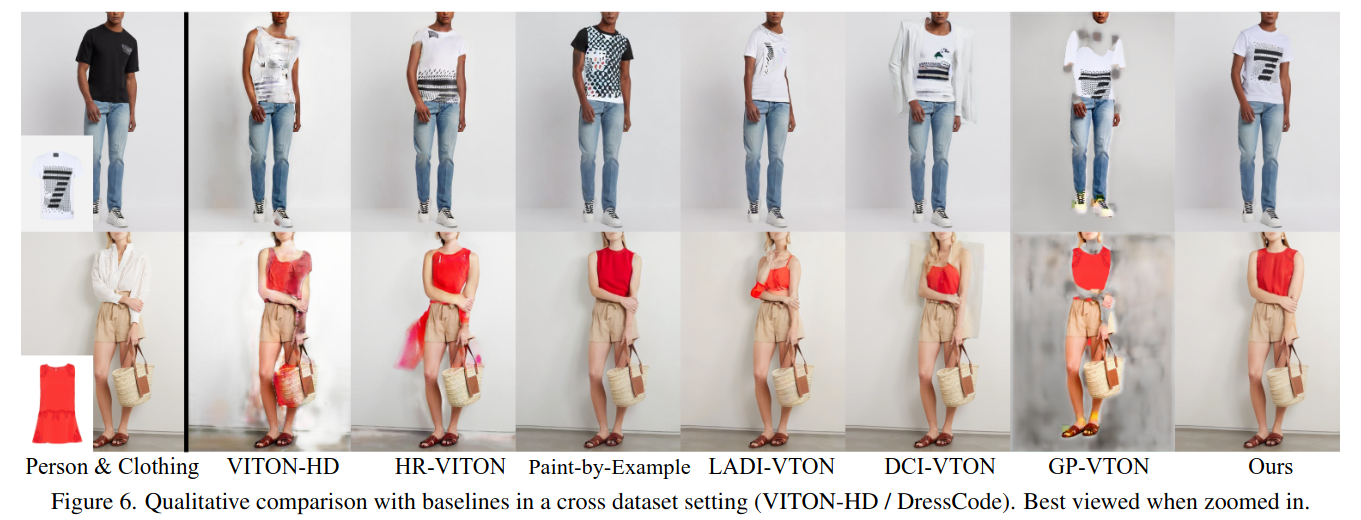 Person & Clothing VITON-HD HR-VITON Paint-by-Example LADI-VTON DCI-VTON GP-VTON Ours
Figure 6. Qualitative comparison with baselines in a cross dataset setting (VITON-HD / DressCode). Best viewed when zoomed in.